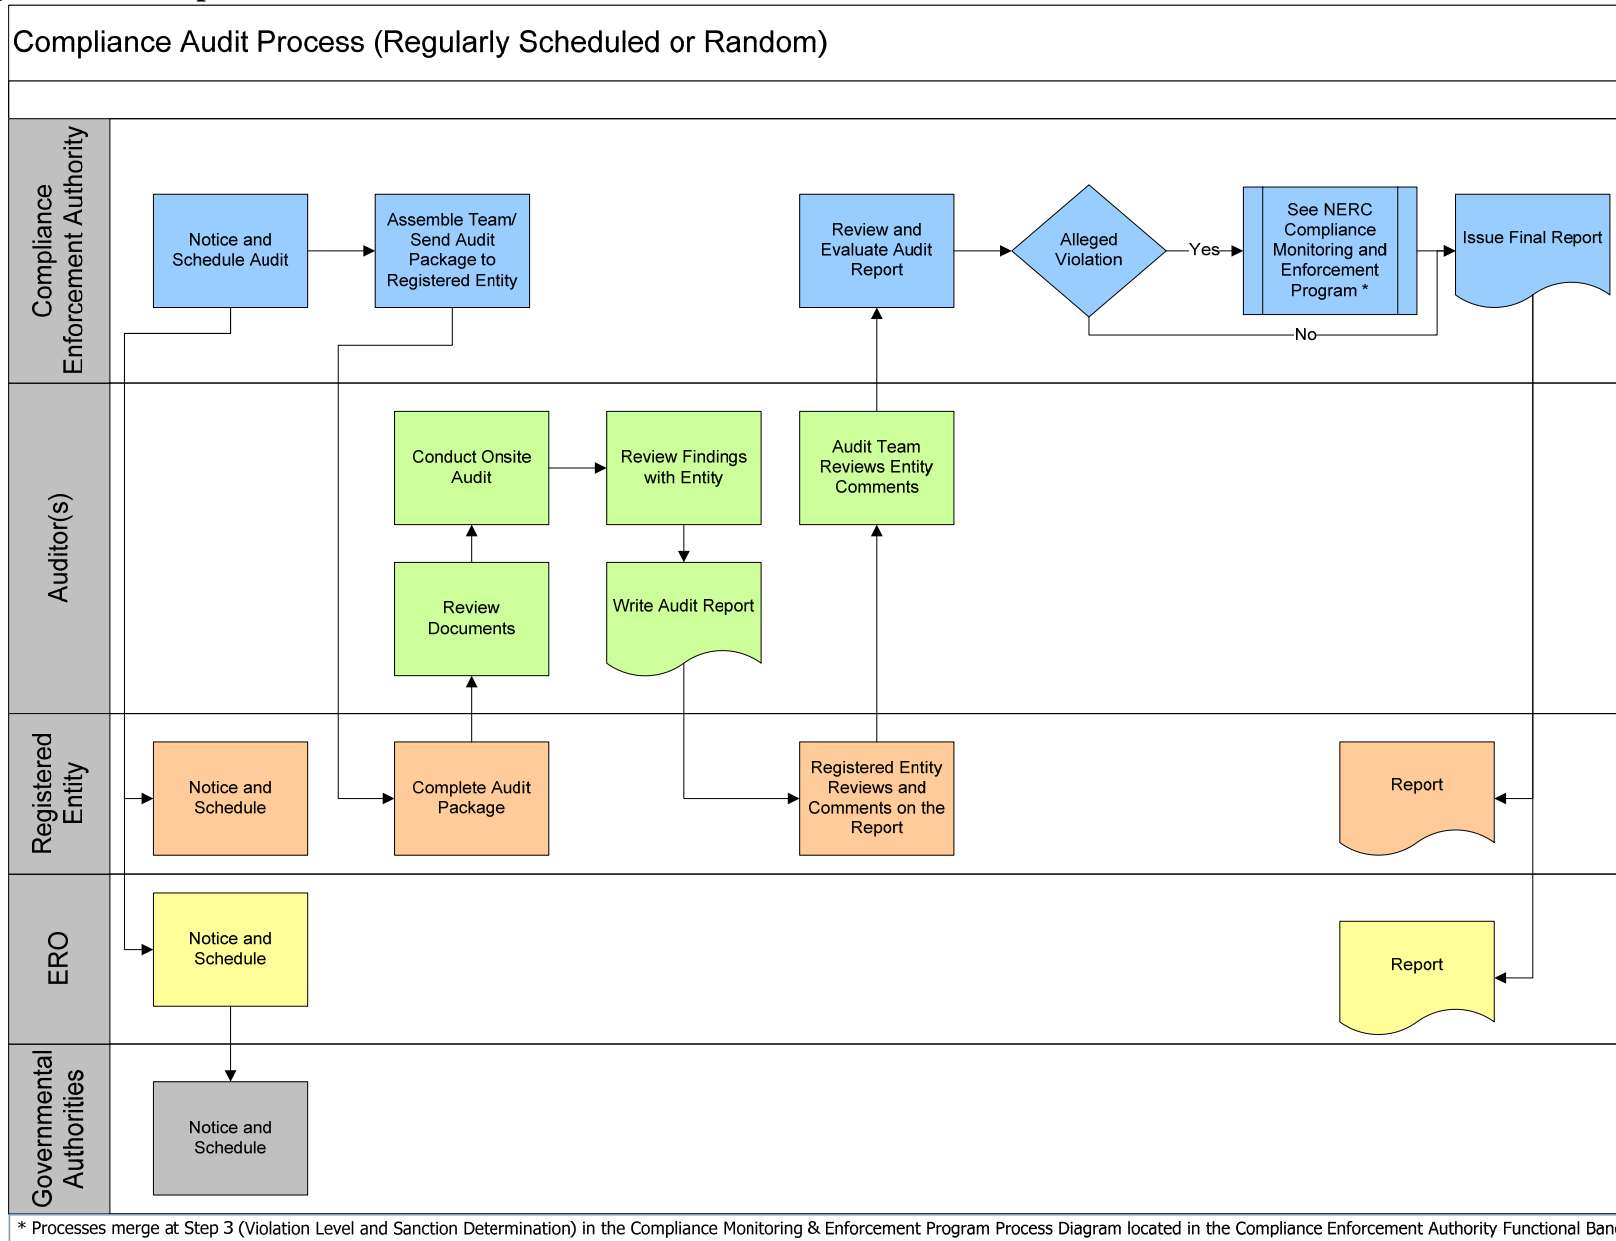 Compliance Audit Process (Regularly Scheduled or Random)
Compliance
Enforcement Authority
Notice and
Schedule Audit
Assemble Team/
Send Audit
Package to
Registered Entity
Review and
Evaluate Audit
Report
Alleged
Violation
Yes
No
See NERC
Compliance
Monitoring and
Enforcement
Program *
Issue Final Report
Auditor(s)
Conduct Onsite
Audit
Review Findings
with Entity
Audit Team
Reviews Entity
Comments
Review
Documents
Write Audit Report
Registered
Entity
Notice and
Schedule
Complete Audit
Package
Registered Entity
Reviews and
Comments on the
Report
Report
ERO
Notice and
Schedule
Report
Governmental
Authorities
Notice and
Schedule
* Processes merge at Step 3 (Violation Level and Sanction Determination) in the Compliance Monitoring & Enforcement Program Process Diagram located in the Compliance Enforcement Authority Functional